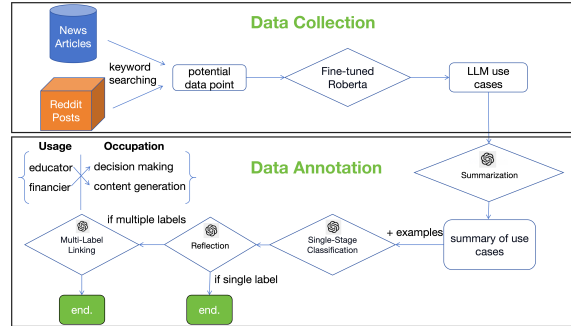 Data Collection
News
Articles
keyword
searching
Reddit
Posts
potential
data point
Fine-tuned
Roberta
LLM use
cases
Data Annotation
Usage
Occupation
educator
decision making
financier
content generation
Summarization
summary of use
cases
+ examples
Single-Stage
Classification
Reflection
if multiple labels
Multi-Label
Linking
if single label
end.
end.